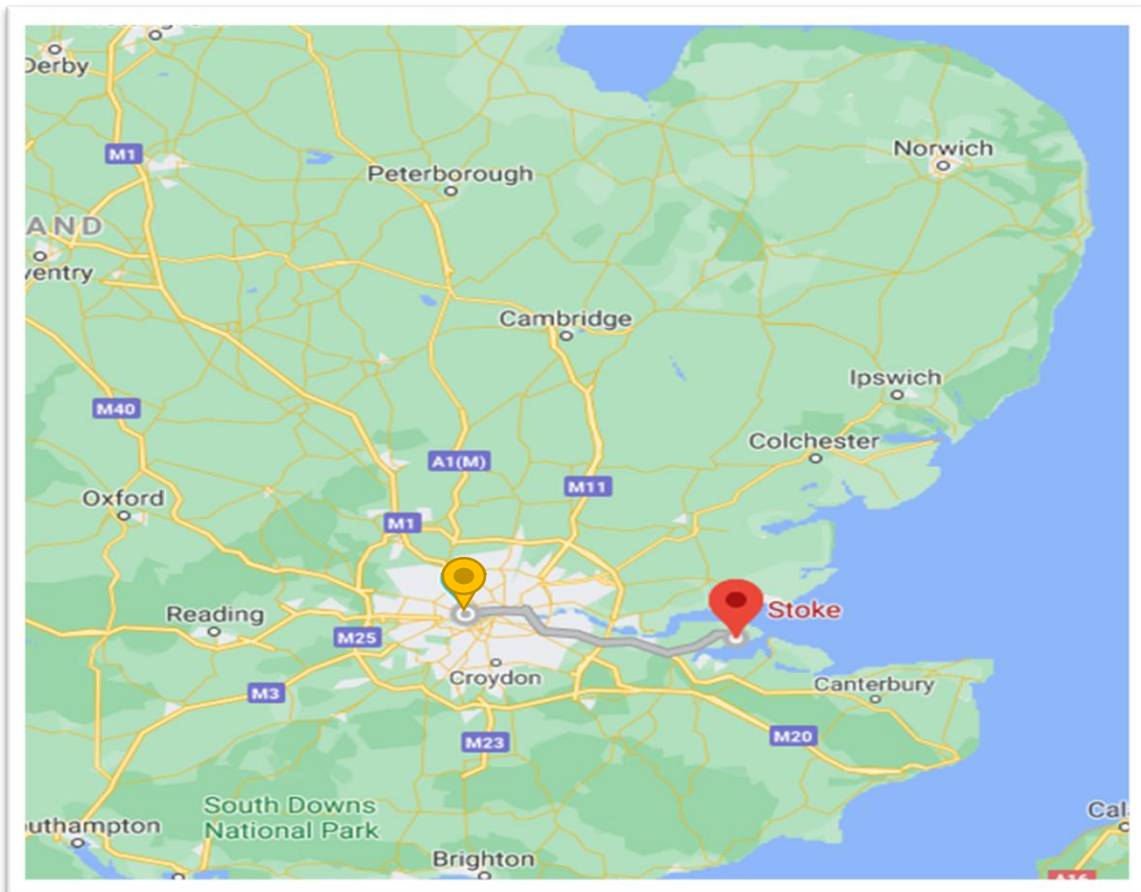 Derby
M1
Norwich
Peterborough
AND
ventry
Cambridge
Ipswich
M40
Colchester
A1(M)
M11
Oxford
M1
Stoke
Reading
M25
Croydon
Canterbury
M3
M20
M23
South Downs
National Park
Cal
uthampton
Brighton
A16